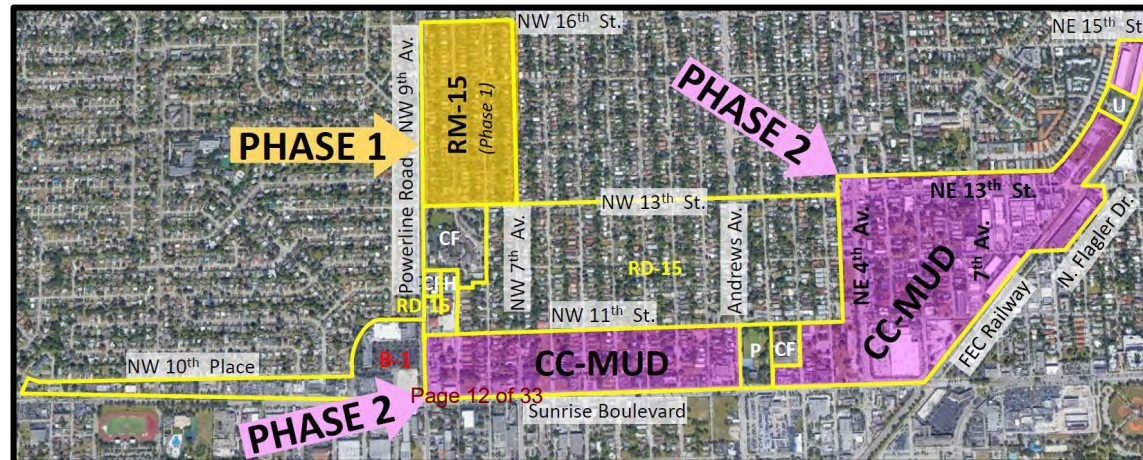 NW 16th St.
NE 15th St.
NW 9th Av.
Powerline Road
RM-15
(Phase 1)
PHASE 1
PHASE 2
U
NW 13th St.
NE 13th St.
CF
NW 7th Av.
RD-15
Andrews Av.
NE 4th Av.
7th Av.
N. Flagler Dr.
FEC Railway
CC-MUD
H
RD-15
NW 11th St.
B-1
CC-MUD
P
CF
NW 10th Place
Page 12 of 33
Sunrise Boulevard
PHASE 2